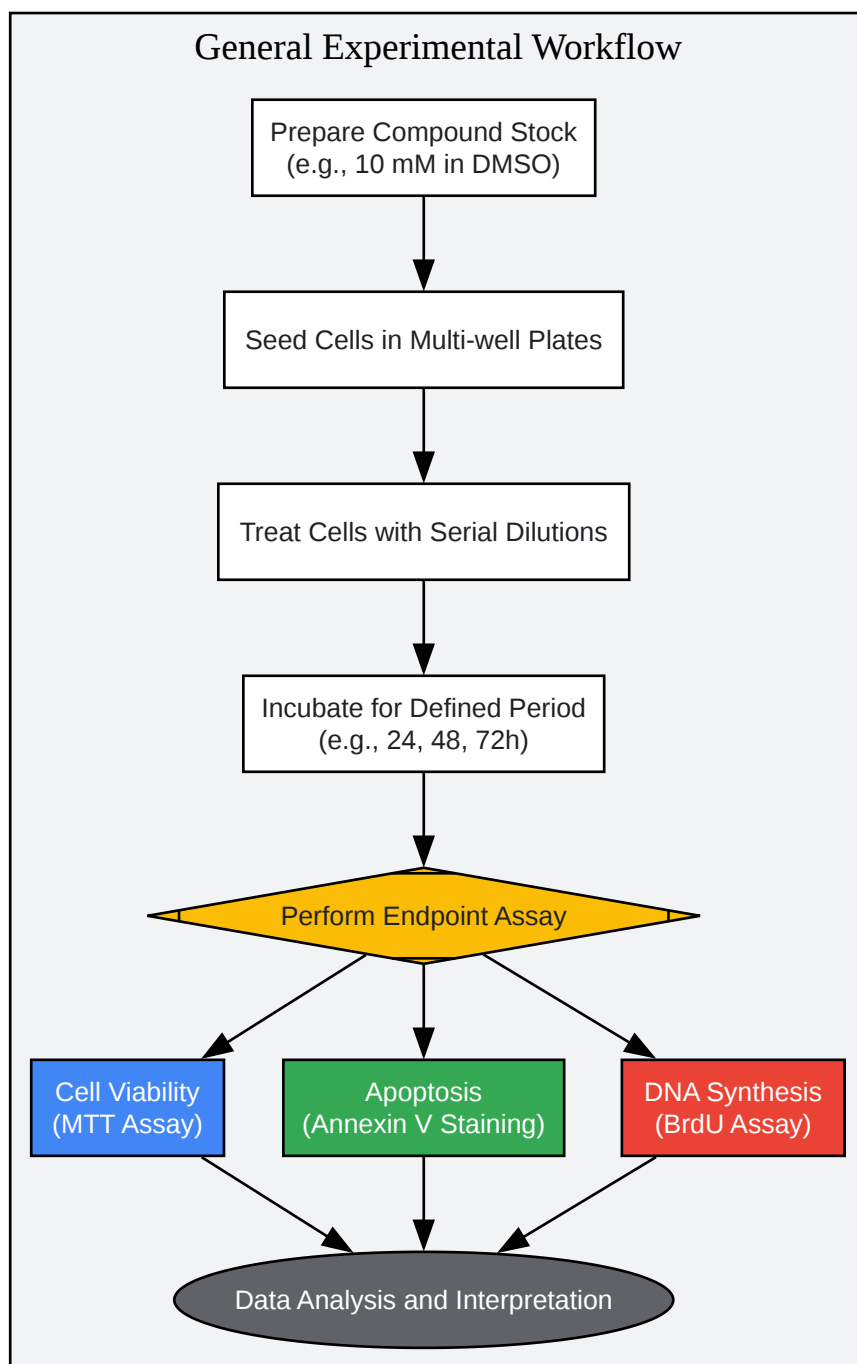 General Experimental Workflow
Prepare Compound Stock
(e.g., 10 mM in DMSO)
Seed Cells in Multi-well Plates
Treat Cells with Serial Dilutions
Incubate for Defined Period
(e.g., 24, 48, 72h)
Perform Endpoint Assay
Cell Viability
(MTT Assay)
Apoptosis
(Annexin V Staining)
DNA Synthesis
(BrdU Assay)
Data Analysis and Interpretation